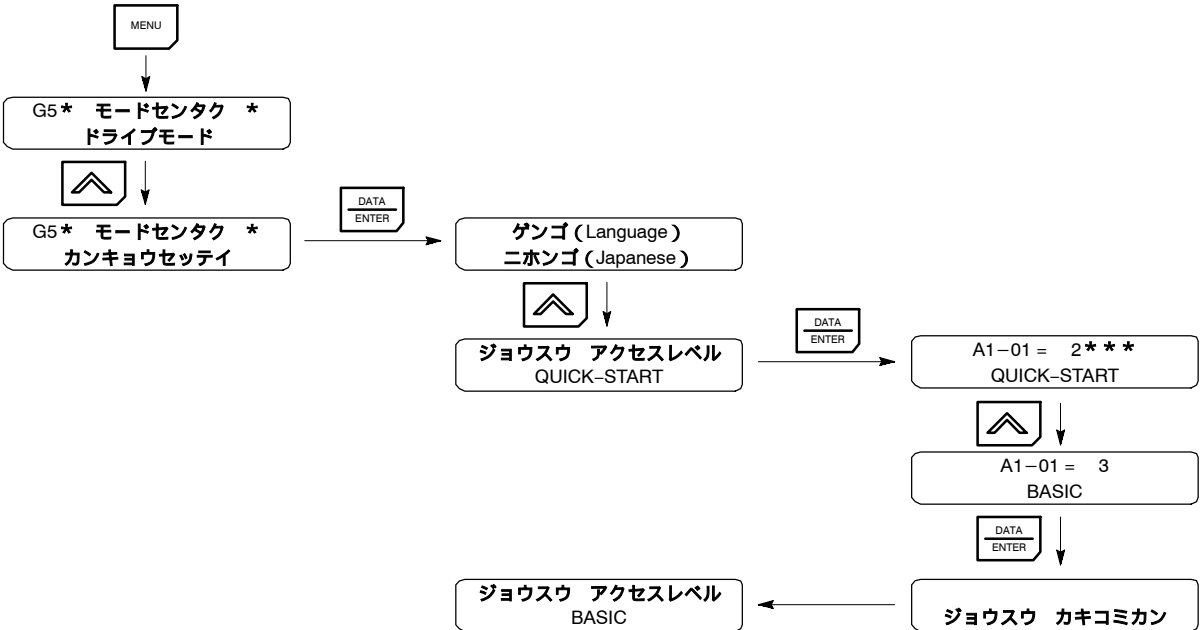 MENU
G5* モードセンタク *
ドライブモード
G5* モードセンタク *
カンキョウセッテイ
DATA
ENTER
ゲンゴ (Language)
ニホンゴ (Japanese)
ジョウスウ アクセスレベル
QUICK−START
DATA
ENTER
A1−01 = 2***
QUICK−START
A1−01 = 3
BASIC
DATA
ENTER
ジョウスウ カキコミカン
ジョウスウ アクセスレベル
BASIC